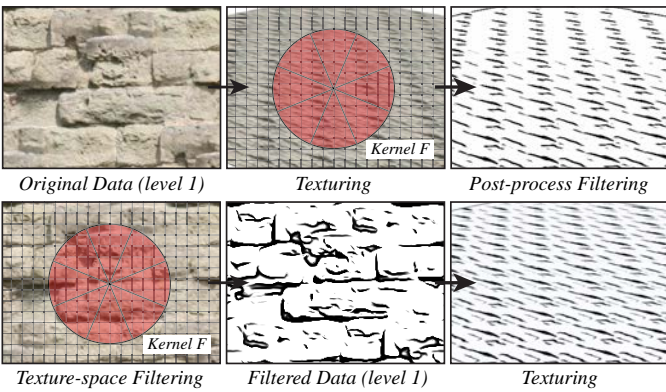 Kernel F
Original Data (level 1)
Texturing
Post-process Filtering
Kernel F
Texture-space Filtering
Filtered Data (level 1)
Texturing